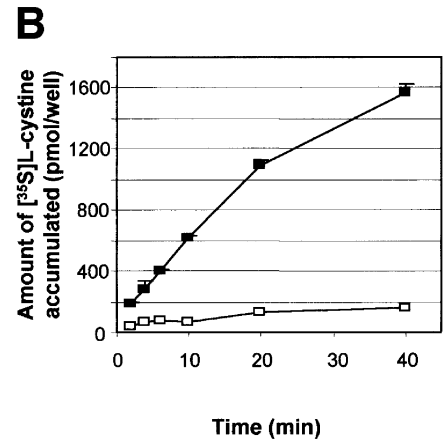 B
Amount of [³⁵S]L-cystine
accumulated (pmol/well)
1600
1200
800
400
0
0 10 20 30 40
Time (min)